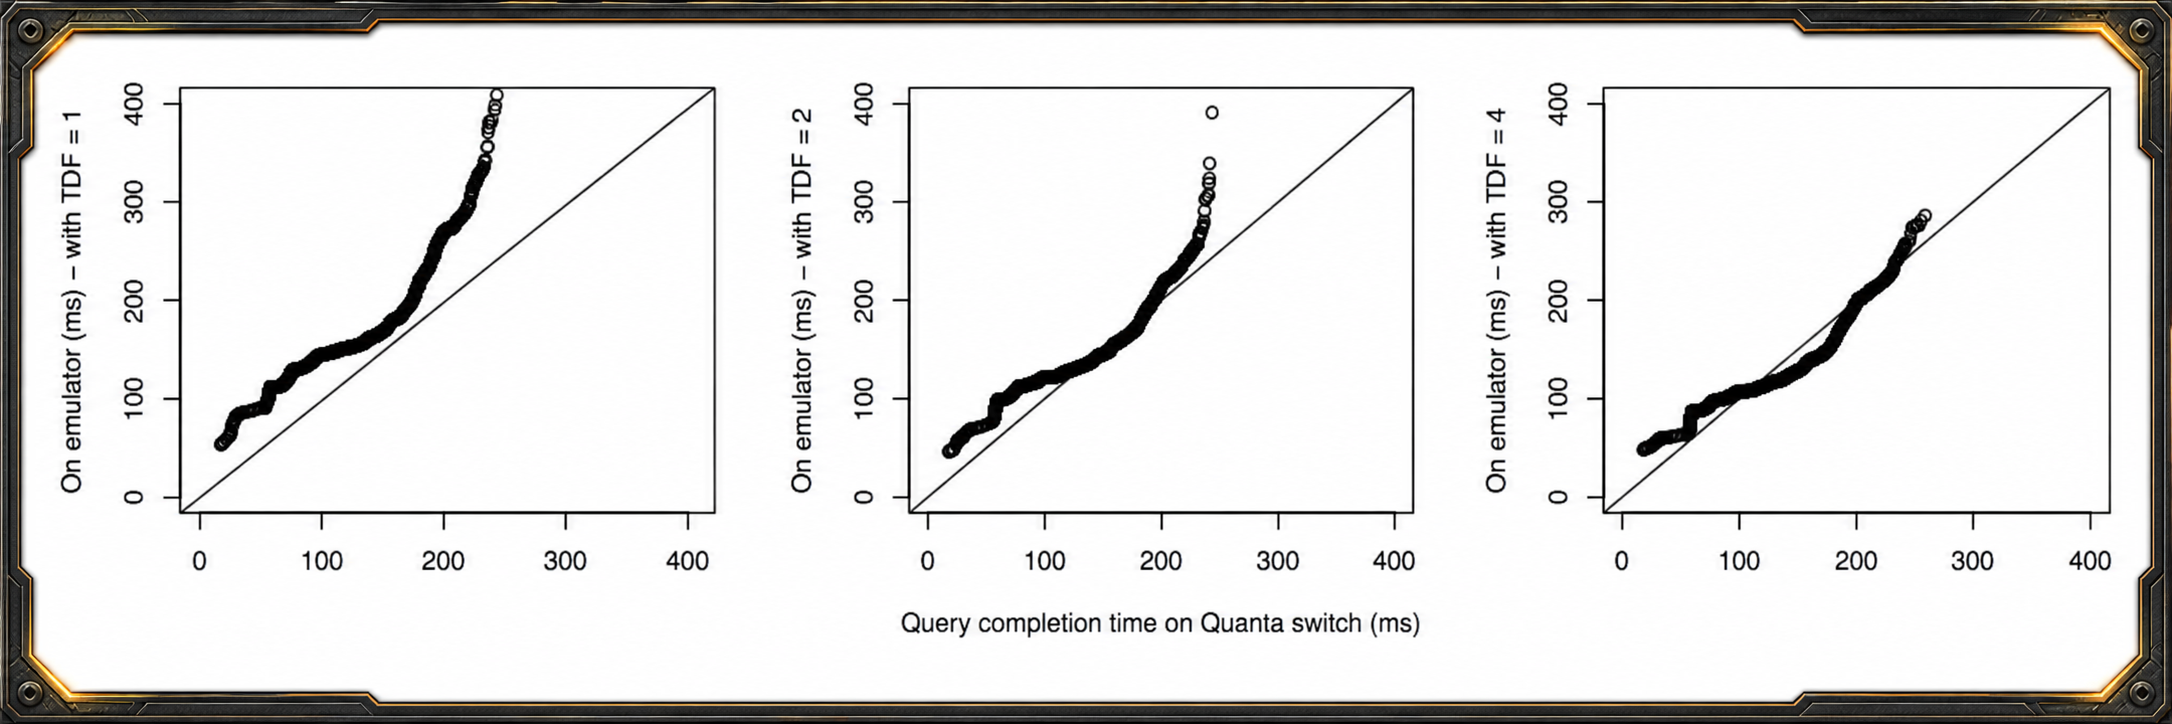 On emulator (ms) – with TDF = 1
400
300
200
100
0
0 100 200 300 400
On emulator (ms) – with TDF = 2
400
300
200
100
0
0 100 200 300 400
On emulator (ms) – with TDF = 4
400
300
200
100
0
0 100 200 300 400
Query completion time on Quanta switch (ms)